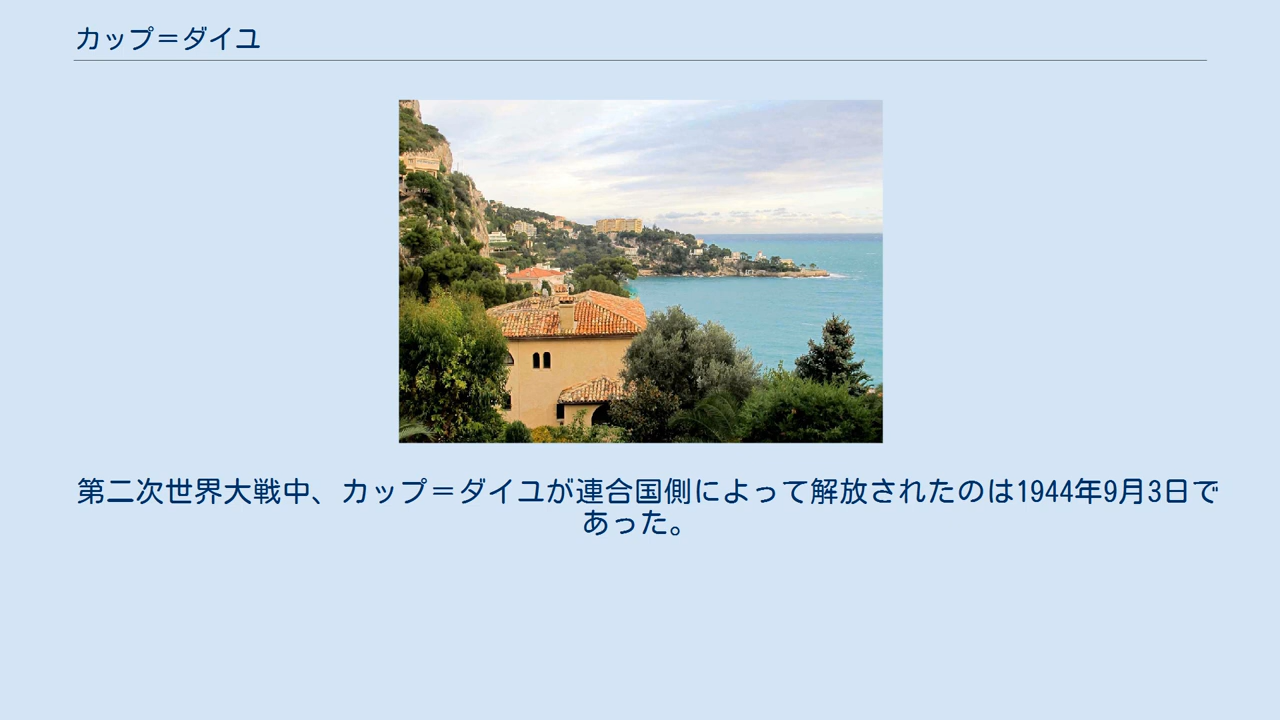 カップ＝ダイユ
第二次世界大戦中、カップ＝ダイユが連合国側によって解放されたのは1944年9月3日で
あった。